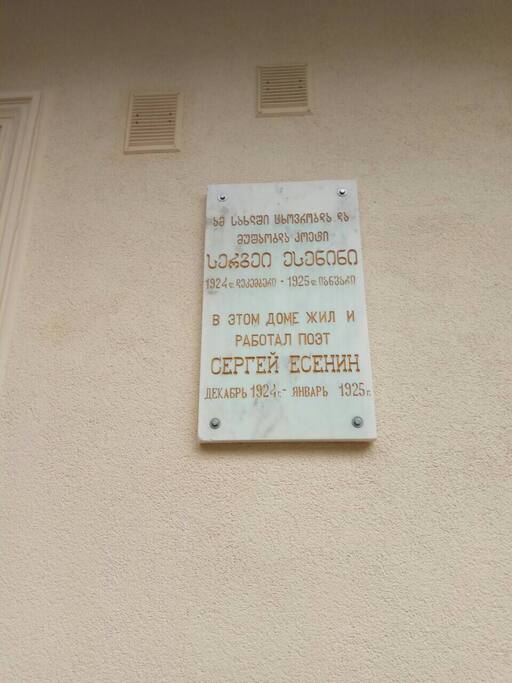 ამ სახლში ცხოვრობდა და
მუშაობდა პოეტი
სერგეი ესენინი
1924 წ. დეკემბერი - 1925 წ. იანვარი
В ЭТОМ ДОМЕ ЖИЛ И
РАБОТАЛ ПОЭТ
СЕРГЕЙ ЕСЕНИН
ДЕКАБРЬ 1924 г. - ЯНВАРЬ 1925 г.